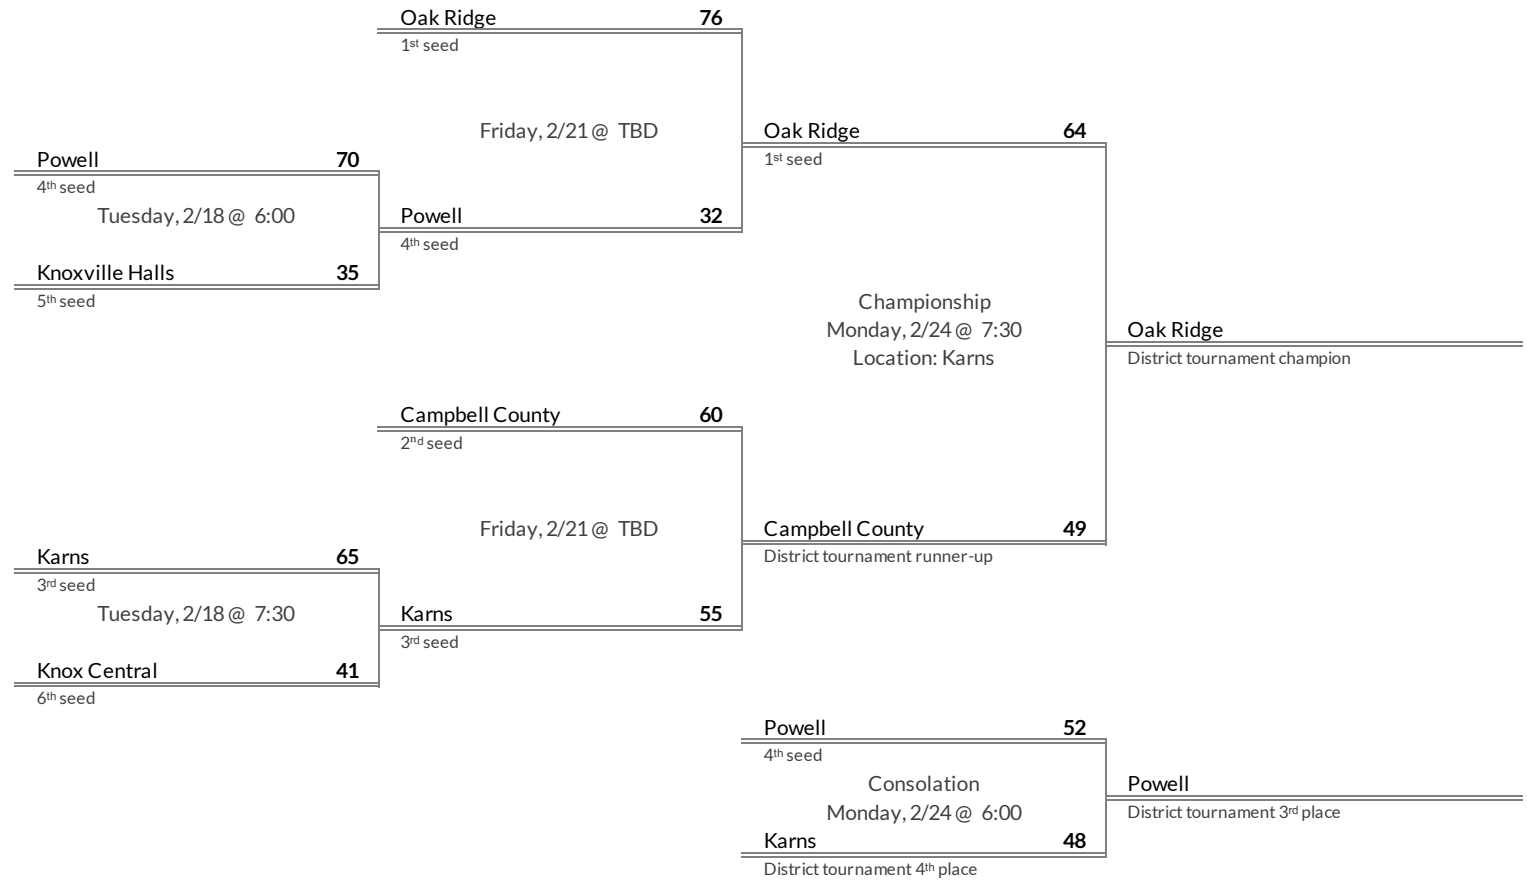 Oak Ridge 76
1st seed
Friday, 2/21 @ TBD
Powell 70
4th seed
Tuesday, 2/18 @ 6:00
Knoxville Halls 35
5th seed
Powell 32
4th seed
Oak Ridge 64
1st seed
Championship
Monday, 2/24 @ 7:30
Location: Karns
Oak Ridge
District tournament champion
Campbell County 60
2nd seed
Friday, 2/21 @ TBD
Karns 65
3rd seed
Tuesday, 2/18 @ 7:30
Knox Central 41
6th seed
Karns 55
3rd seed
Campbell County 49
District tournament runner-up
Powell 52
4th seed
Consolation
Monday, 2/24 @ 6:00
Karns 48
District tournament 4th place
Powell
District tournament 3rd place